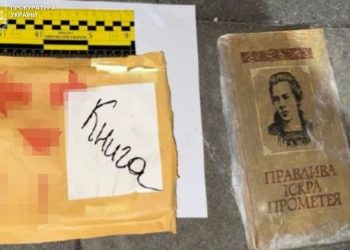 ПРОКУРАТУРА
УКРАЇНИ
Книга
ПРАВДИВА
ІСКРА
ПРОМЕТЕЯ